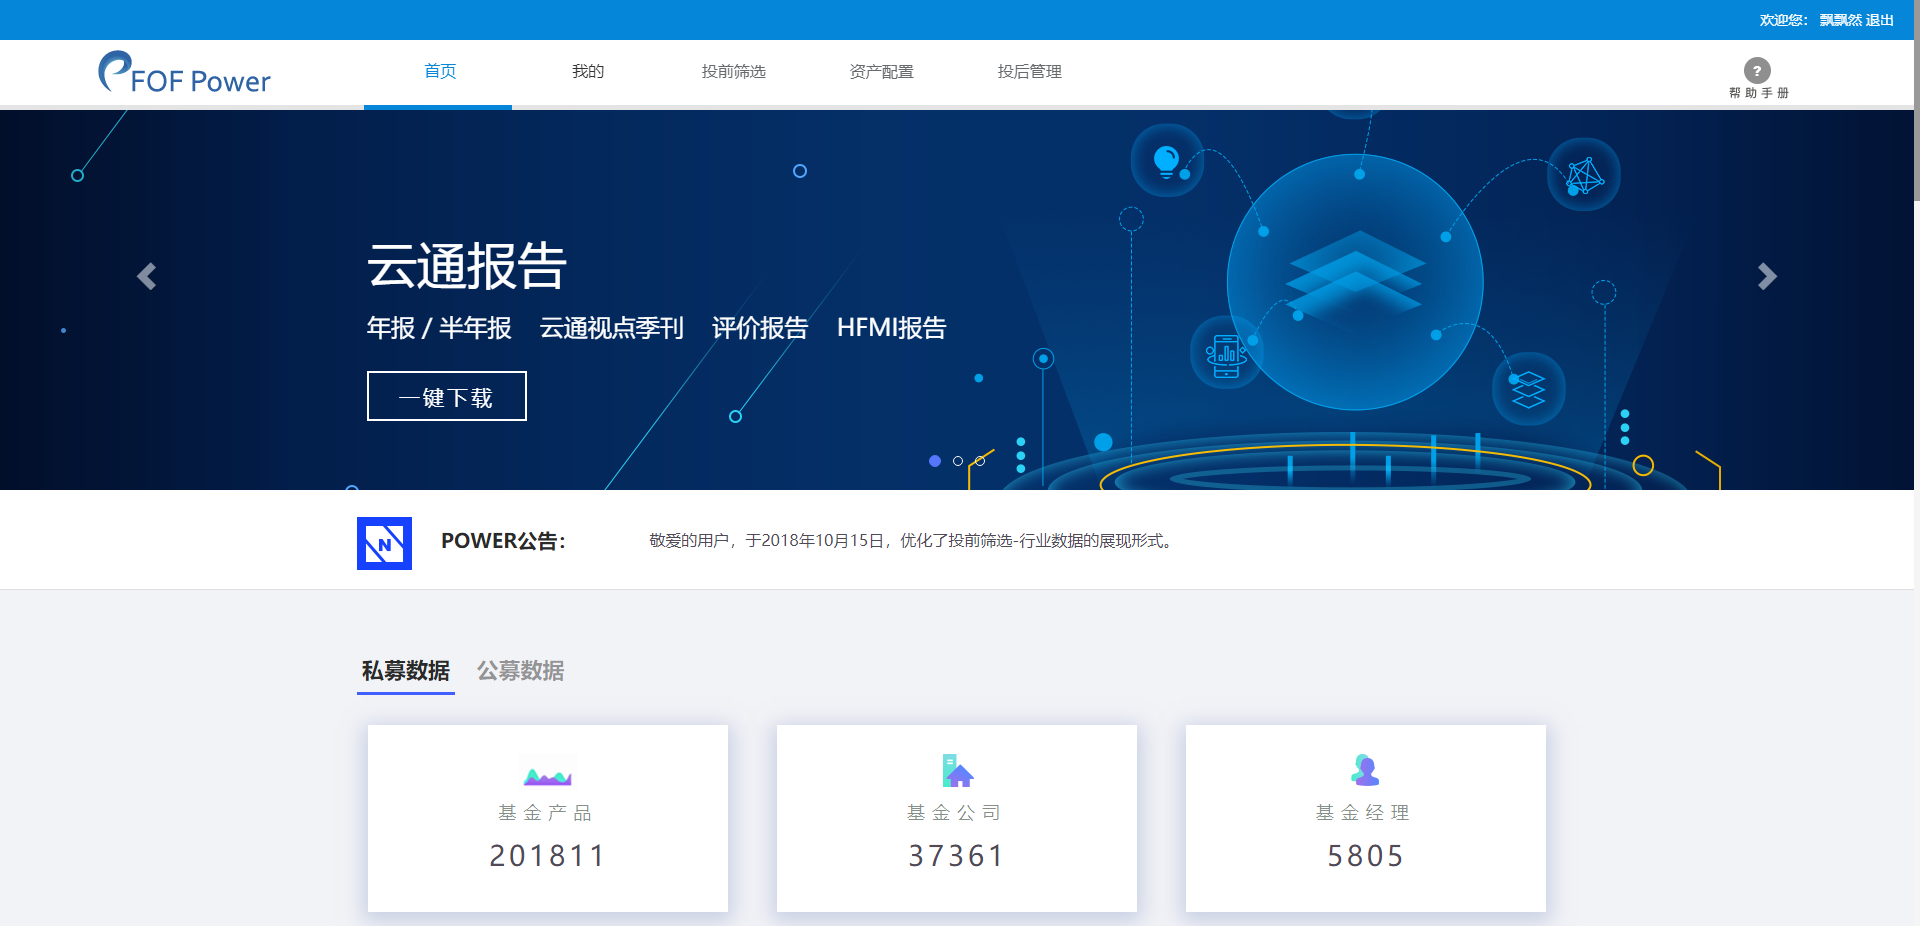 欢迎您： 飘飘然 退出
FOF Power
首页 我的 投前筛选 资产配置 投后管理
?
帮助手册
云通报告
年报 / 半年报 云通视点季刊 评价报告 HFMI报告
一键下载
N
POWER公告： 敬爱的用户，于2018年10月15日，优化了投前筛选-行业数据的展现形式。
私募数据 公募数据
基金产品 基金公司 基金经理
201811 37361 5805